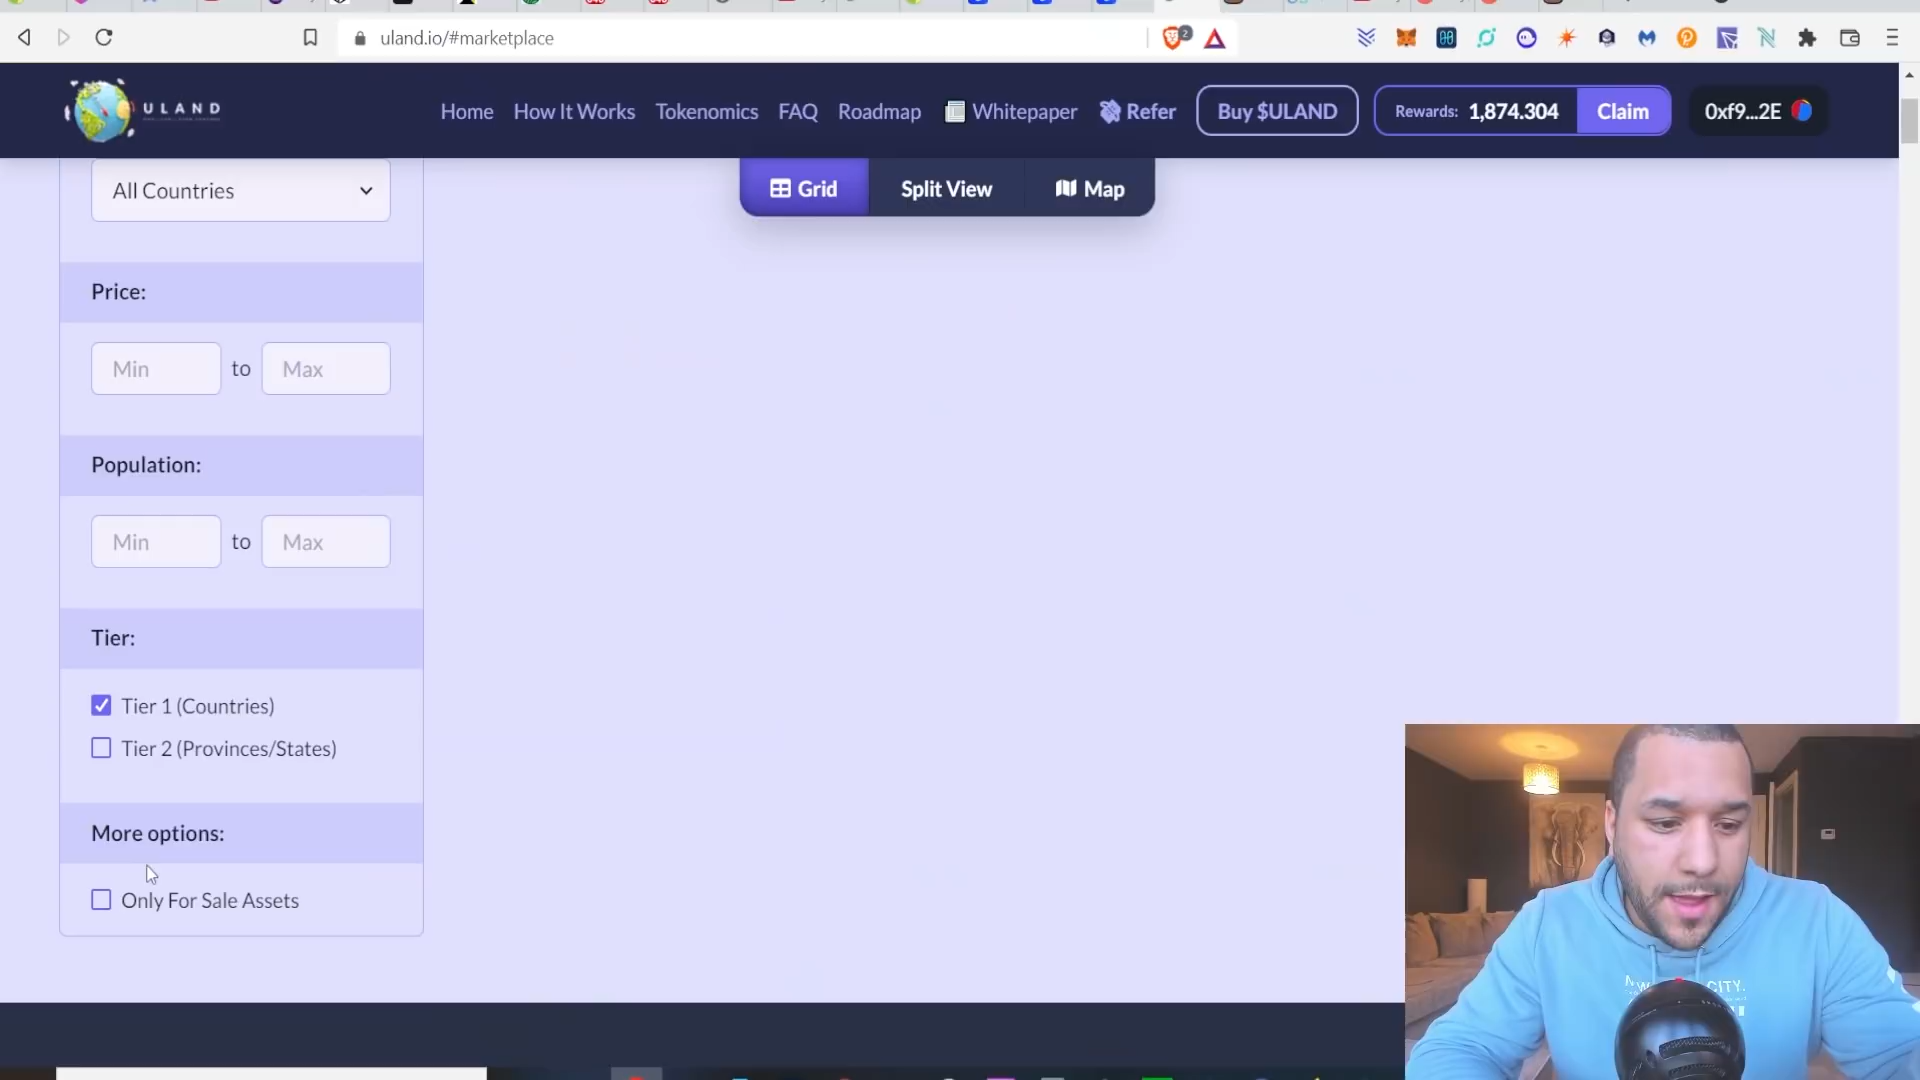 uland.io/#marketplace
2
ULAND
Home
How It Works
Tokenomics
FAQ
Roadmap
Whitepaper
Refer
Buy $ULAND
Rewards: 1,874.304
Claim
0xf9...2E
All Countries
Grid
Split View
Map
Price:
Min to Max
Population:
Min to Max
Tier:
Tier 1 (Countries)
Tier 2 (Provinces/States)
More options:
Only For Sale Assets
CITY.